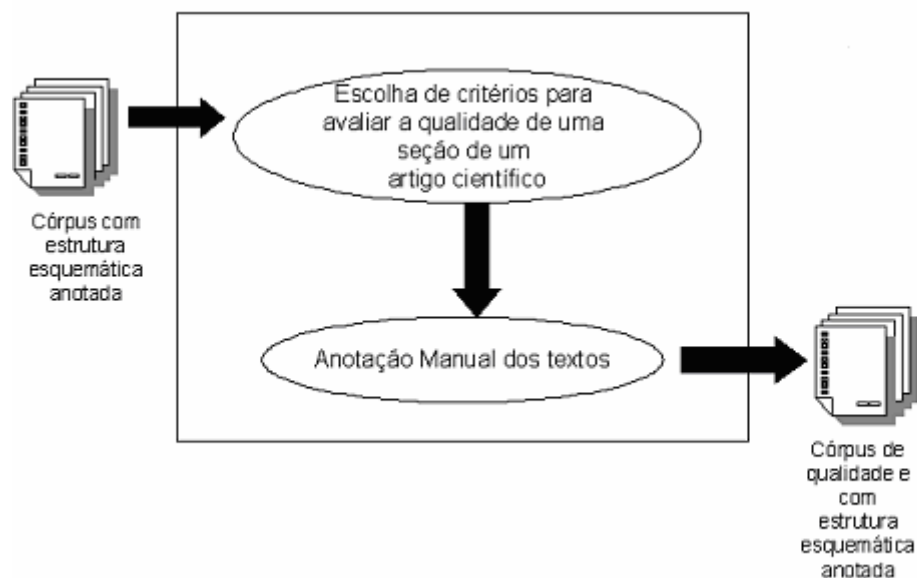 Escolha de critérios para
avaliar a qualidade de uma
seção de um
artigo científico
Córpus com
estrutura
esquemática
anotada
Anotação Manual dos textos
Córpus de
qualidade e
com
estrutura
esquemática
anotada